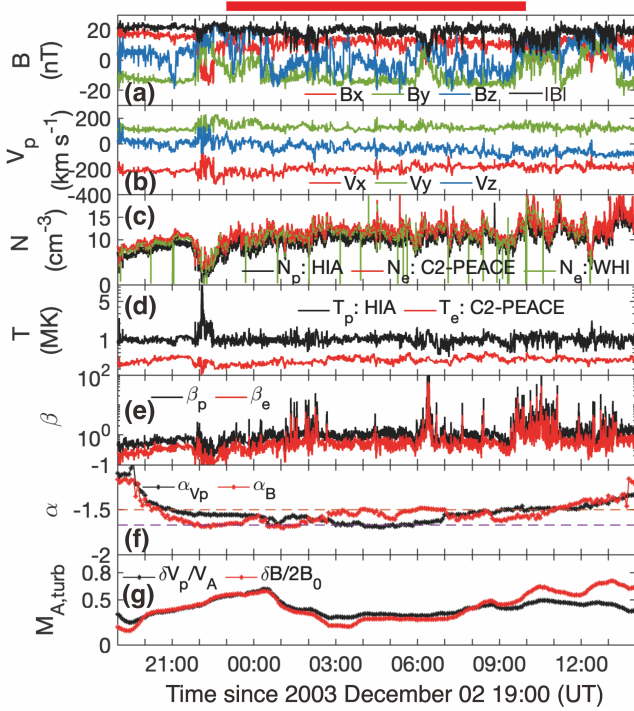 20
0
-20
B
(nT)
(a)
Bx By Bz |B|
200
0
-200
-400
Vp
(km s⁻¹)
(b)
Vx Vy Vz
15
10
0
N
(cm⁻³)
(c)
Np: HIA Ne: C2-PEACE Ne:WHI
5
1
T
(MK)
(d)
Tp: HIA Te: C2-PEACE
10²
10²
10⁰
-1
β
(e)
βp βe
-1.5
-2
α
(f)
αVp αB
0.8
0.5
0
MA,turb
(g)
δVp/VA δB/2B0
21:00 00:00 03:00 06:00 09:00 12:00
Time since 2003 December 02 19:00 (UT)